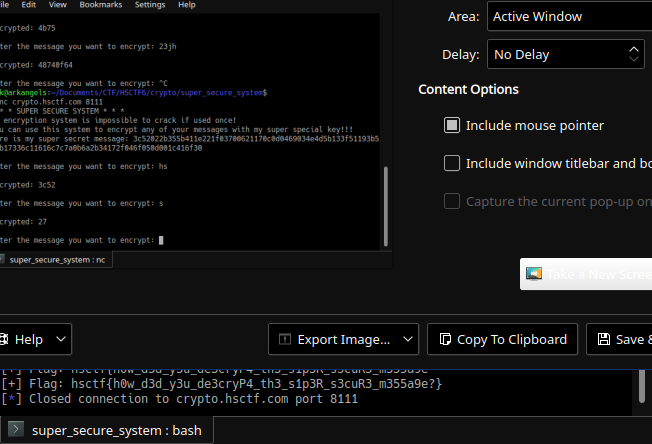 ile Edit View Bookmarks Settings Help
crypted: 4b75
ter the message you want to encrypt: 23jh
crypted: 48740f64
ter the message you want to encrypt: ^C
k@arkangels:~/Documents/CTF/HSCTF6/crypto/super_secure_system$
nc crypto.hsctf.com 8111
* * SUPER SECURE SYSTEM * * *
encryption system is impossible to crack if used once!
u can use this system to encrypt any of your messages with my super special key!!!
re is my super secret message: 3c52022b355b411e221f03700621170c0d0469034e4d5b133f51193b5
b17336c11616c7c7a0b6a2b34172f046f050d001c416f30
ter the message you want to encrypt: hs
crypted: 3c52
ter the message you want to encrypt: s
crypted: 27
ter the message you want to encrypt:
super_secure_system : nc
Area: Active Window
Delay: No Delay
Content Options
Include mouse pointer
Include window titlebar and bo
Capture the current pop-up on
Take a New Scree
Help
Export Image...
Copy To Clipboard
Save &
[+] Flag: hsctf{h0w_d3d_y3u_de3cryP4_th3_s1p3R_s3cuR3_m355a9e
[+] Flag: hsctf{h0w_d3d_y3u_de3cryP4_th3_s1p3R_s3cuR3_m355a9e?}
[*] Closed connection to crypto.hsctf.com port 8111
super_secure_system : bash